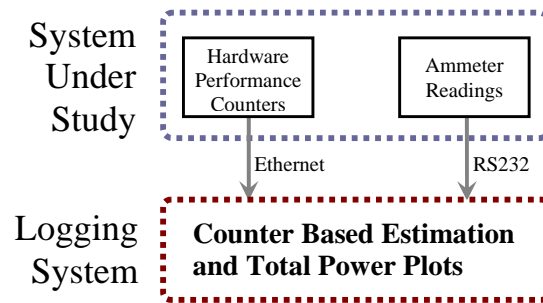 System
Under
Study
Hardware
Performance
Counters
Ammeter
Readings
Ethernet
RS232
Logging
System
Counter Based Estimation
and Total Power Plots